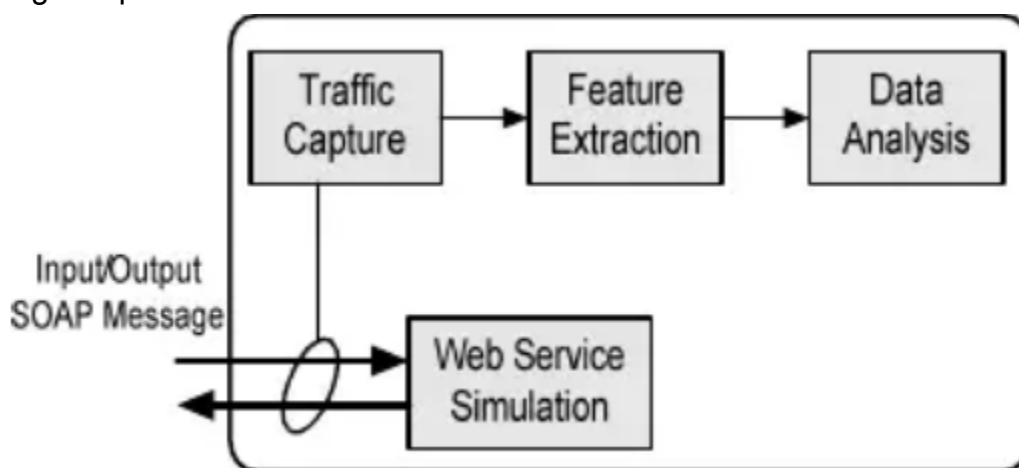 Traffic
Capture
Feature
Extraction
Data
Analysis
Input/Output
SOAP Message
Web Service
Simulation